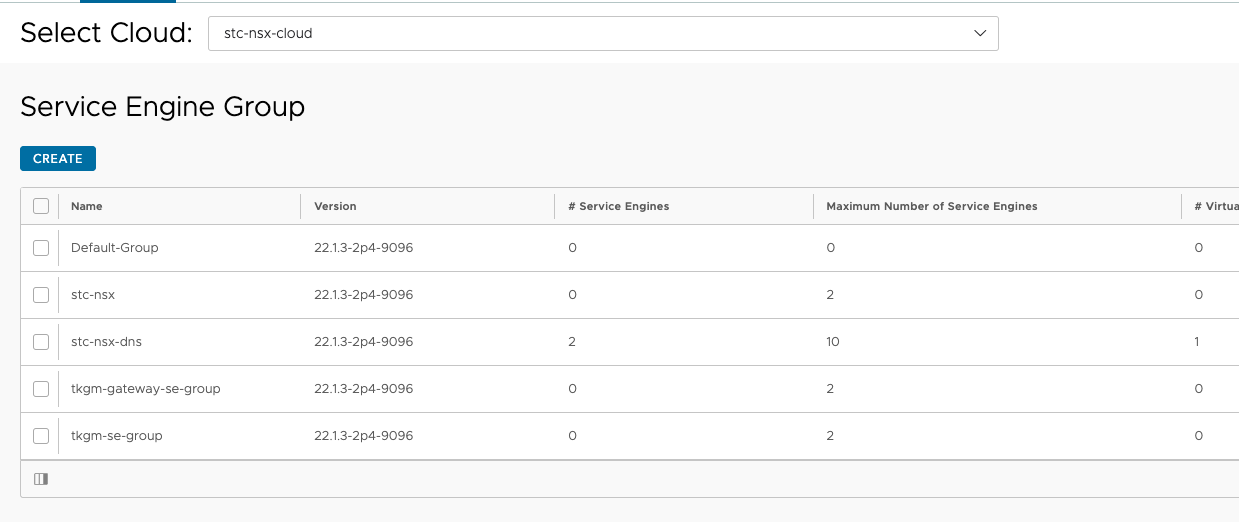 Select Cloud: stc-nsx-cloud
Service Engine Group
CREATE
Name Version # Service Engines Maximum Number of Service Engines # Virtua
Default-Group 22.1.3-2p4-9096 0 0 0
stc-nsx 22.1.3-2p4-9096 0 2 0
stc-nsx-dns 22.1.3-2p4-9096 2 10 1
tkgm-gateway-se-group 22.1.3-2p4-9096 0 2 0
tkgm-se-group 22.1.3-2p4-9096 0 2 0